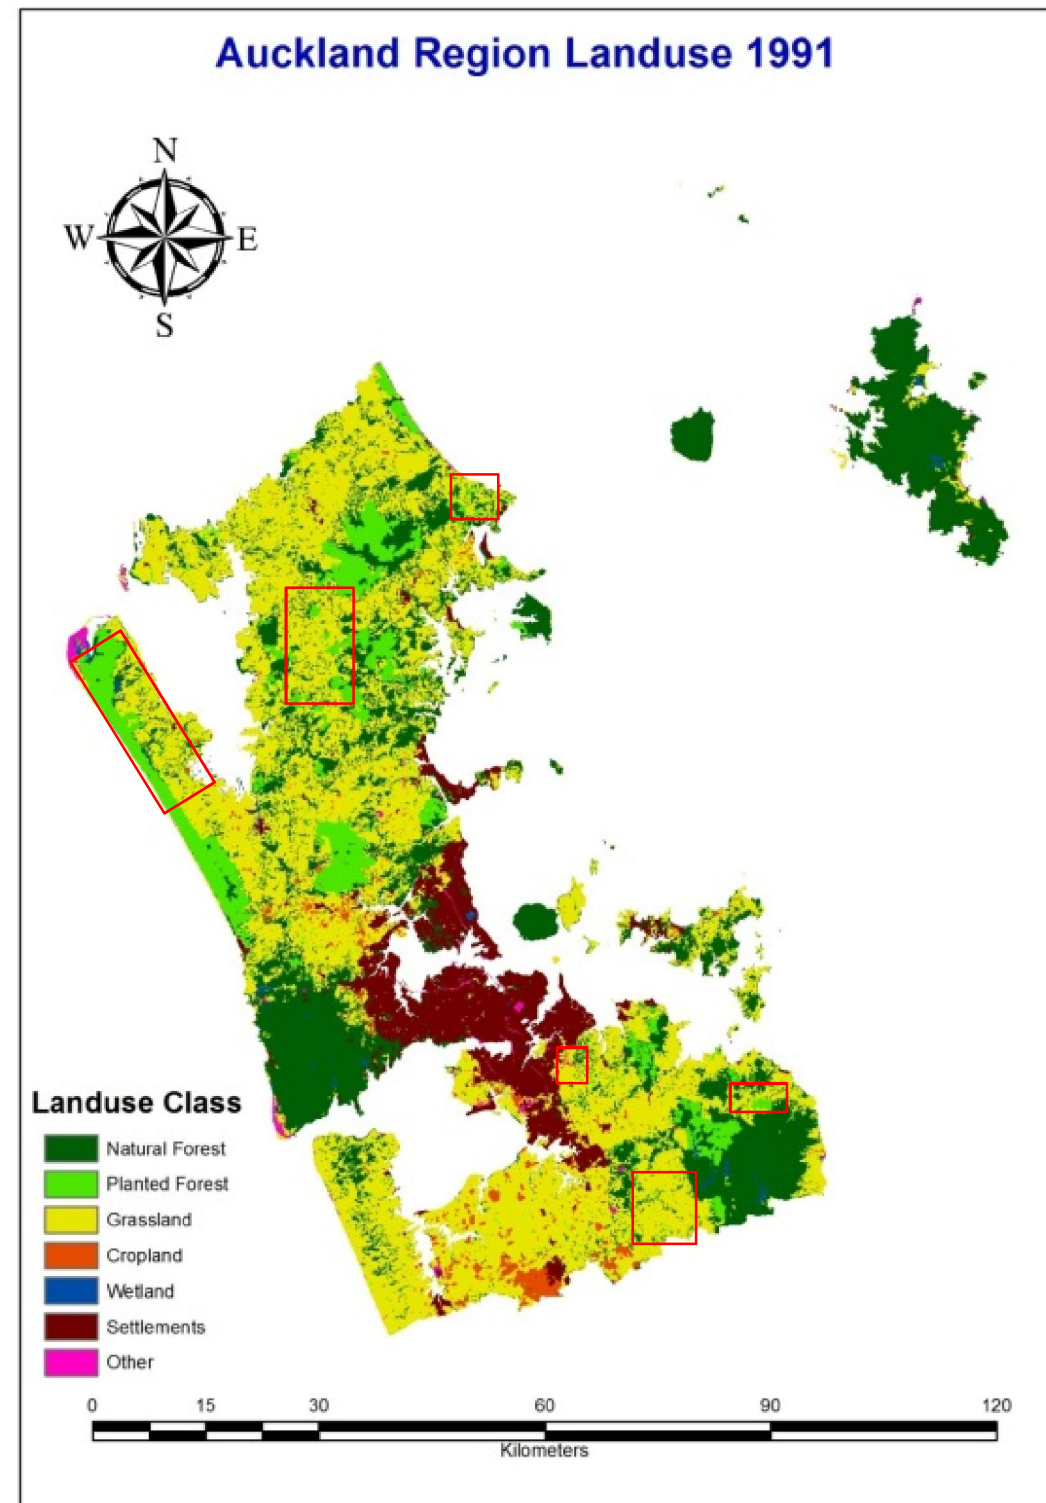 Auckland Region Landuse 1991
N
W E
S
Landuse Class
Natural Forest
Planted Forest
Grassland
Cropland
Wetland
Settlements
Other
0 15 30 60 90 120
Kilometers